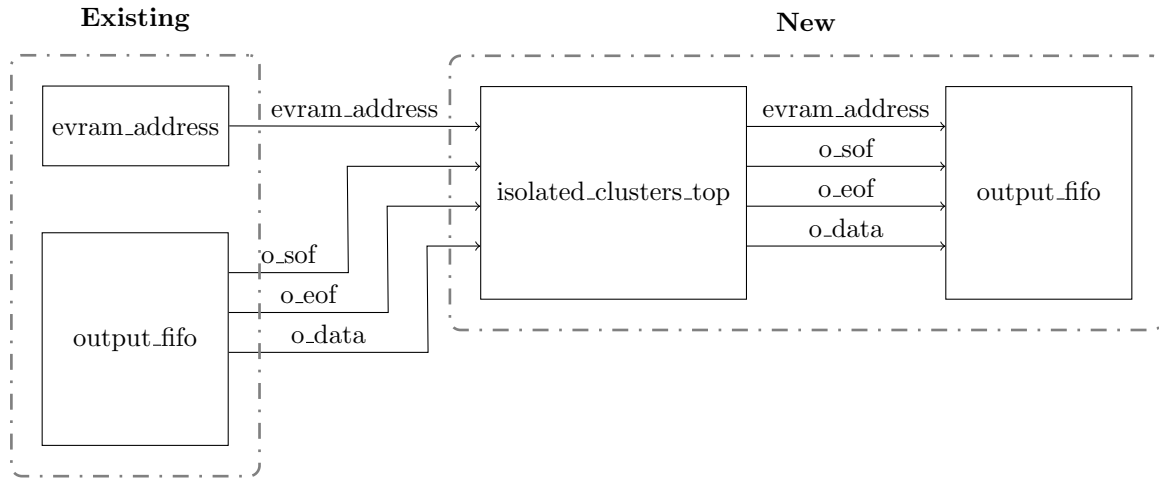 Existing
New
evram_address
evram_address
o_sof
o_eof
o_data
output_fifo
isolated_clusters_top
evram_address
o_sof
o_eof
o_data
output_fifo